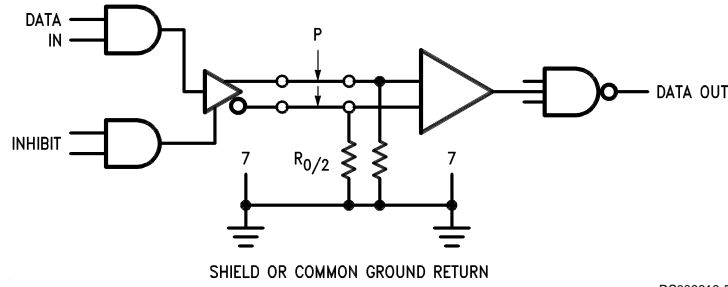 DATA
IN
P
DATA OUT
INHIBIT
7
R0/2
7
SHIELD OR COMMON GROUND RETURN